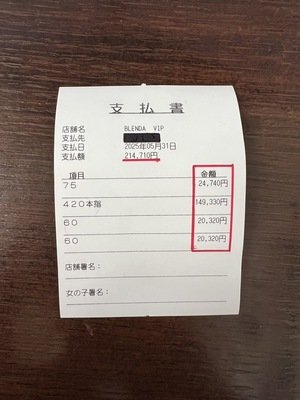 支 払 書
店舗名 BLENDA VIP
支払先
支払日 2025年05月31日
支払額 214,710円
項目 金額
75 24,740円
420本指 149,330円
60 20,320円
60 20,320円
店舗署名：
女の子署名：